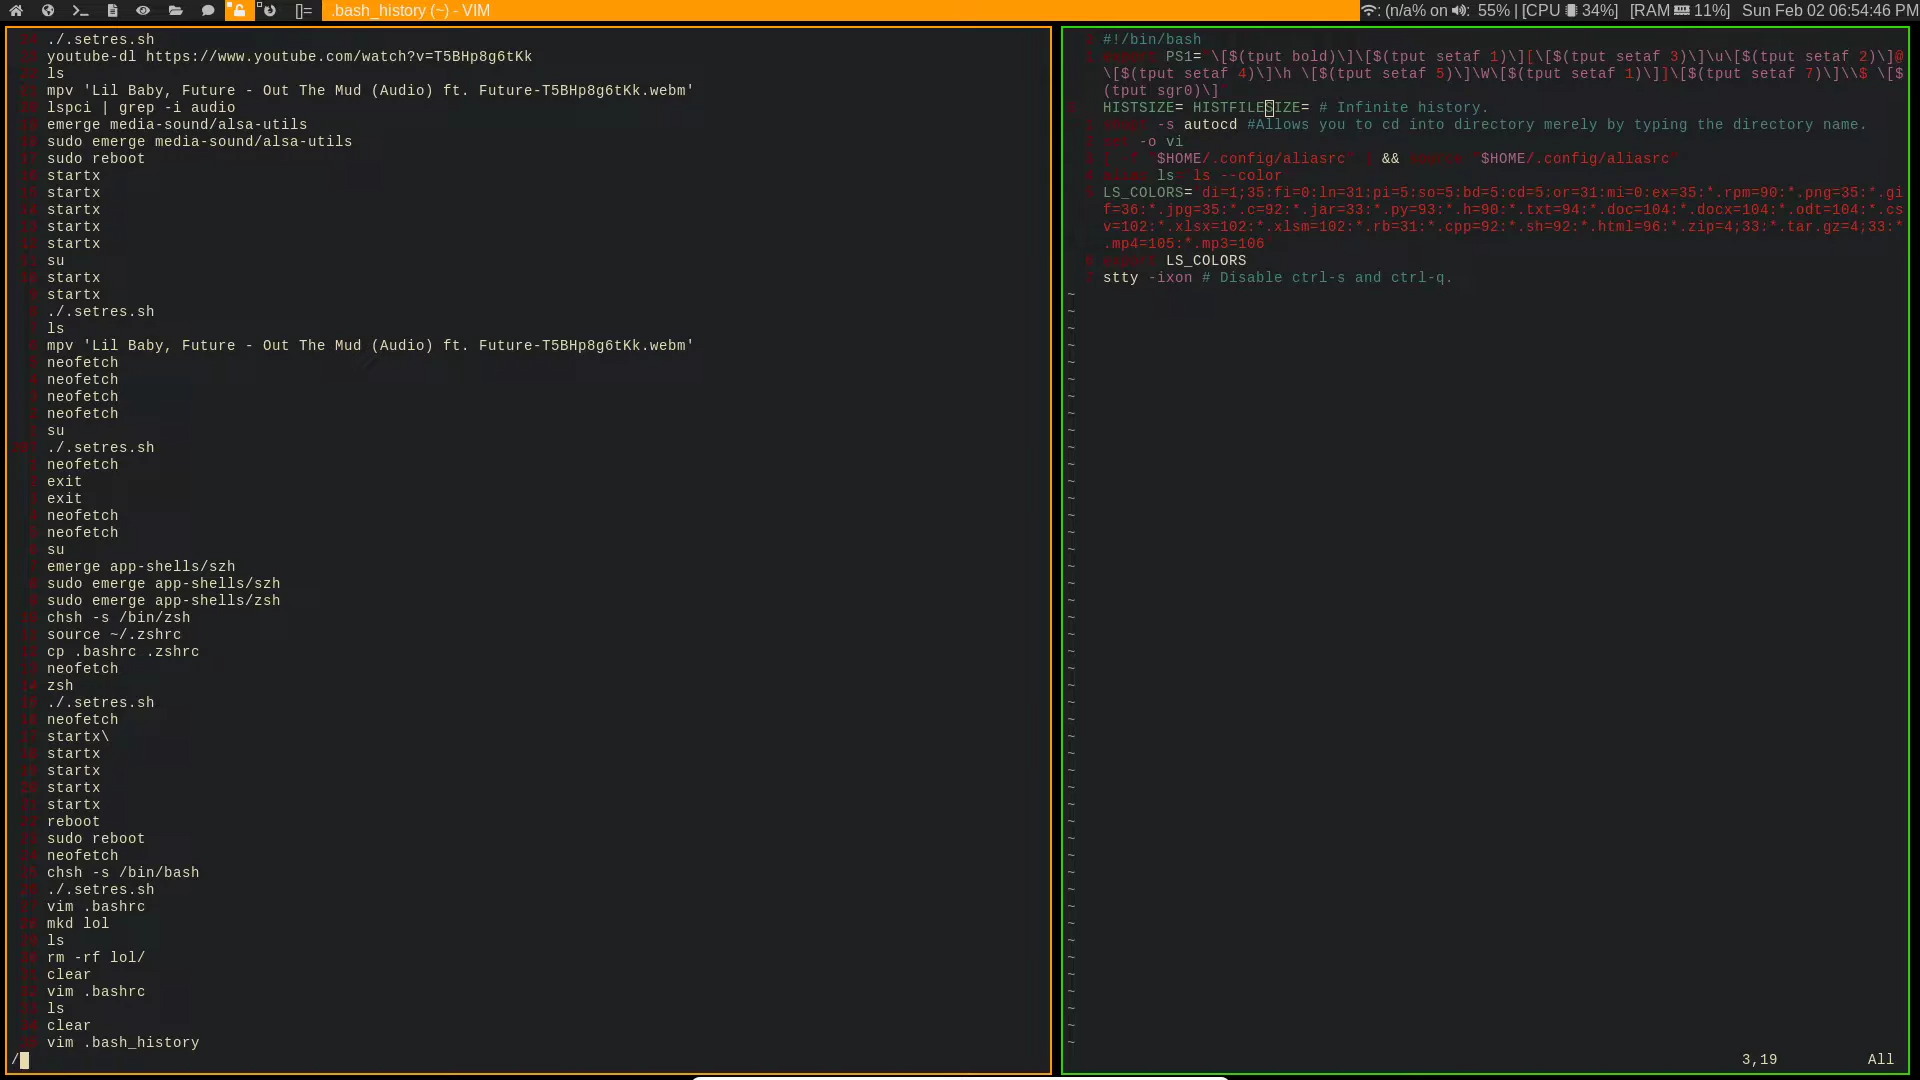 []= .bash_history (~) - VIM : (n/a% on : 55% | [CPU 34%] [RAM 11%] Sun Feb 02 06:54:46 PM
./.setres.sh
youtube-dl https://www.youtube.com/watch?v=T5BHp8g6tKk
ls
mpv 'Lil Baby, Future - Out The Mud (Audio) ft. Future-T5BHp8g6tKk.webm'
lspci | grep -i audio
emerge media-sound/alsa-utils
sudo emerge media-sound/alsa-utils
sudo reboot
startx
startx
startx
startx
startx
su
startx
startx
./.setres.sh
ls
mpv 'Lil Baby, Future - Out The Mud (Audio) ft. Future-T5BHp8g6tKk.webm'
neofetch
neofetch
neofetch
neofetch
su
./.setres.sh
neofetch
exit
exit
neofetch
neofetch
su
emerge app-shells/szh
sudo emerge app-shells/szh
sudo emerge app-shells/zsh
chsh -s /bin/zsh
source ~/.zshrc
cp .bashrc .zshrc
neofetch
zsh
./.setres.sh
neofetch
startx\
startx
startx
startx
startx
reboot
sudo reboot
neofetch
chsh -s /bin/bash
./.setres.sh
vim .bashrc
mkd lol
ls
rm -rf lol/
clear
vim .bashrc
ls
clear
vim .bash_history
/
#!/bin/bash
export PS1="\[$(tput bold)\]\[$(tput setaf 1)\][\[$(tput setaf 3)\]\u\[$(tput setaf 2)\]@
\[$(tput setaf 4)\]\h \[$(tput setaf 5)\]\W\[$(tput setaf 1)\]]\[$(tput setaf 7)\]\\$ \[$
(tput sgr0)\]"
HISTSIZE= HISTFILESIZE= # Infinite history.
shopt -s autocd #Allows you to cd into directory merely by typing the directory name.
set -o vi
"$HOME/.config/aliasrc" ] && source "$HOME/.config/aliasrc"
alias ls='ls --color'
LS_COLORS='di=1;35:fi=0:ln=31:pi=5:so=5:bd=5:cd=5:or=31:mi=0:ex=35:*.rpm=90:*.png=35:*.gi
f=36:*.jpg=35:*.c=92:*.jar=33:*.py=93:*.h=90:*.txt=94:*.doc=104:*.docx=104:*.odt=104:*.cs
v=102:*.xlsx=102:*.xlsm=102:*.rb=31:*.cpp=92:*.sh=92:*.html=96:*.zip=4;33:*.tar.gz=4;33:*
.mp4=105:*.mp3=106
export LS_COLORS
stty -ixon # Disable ctrl-s and ctrl-q.
3,19 All